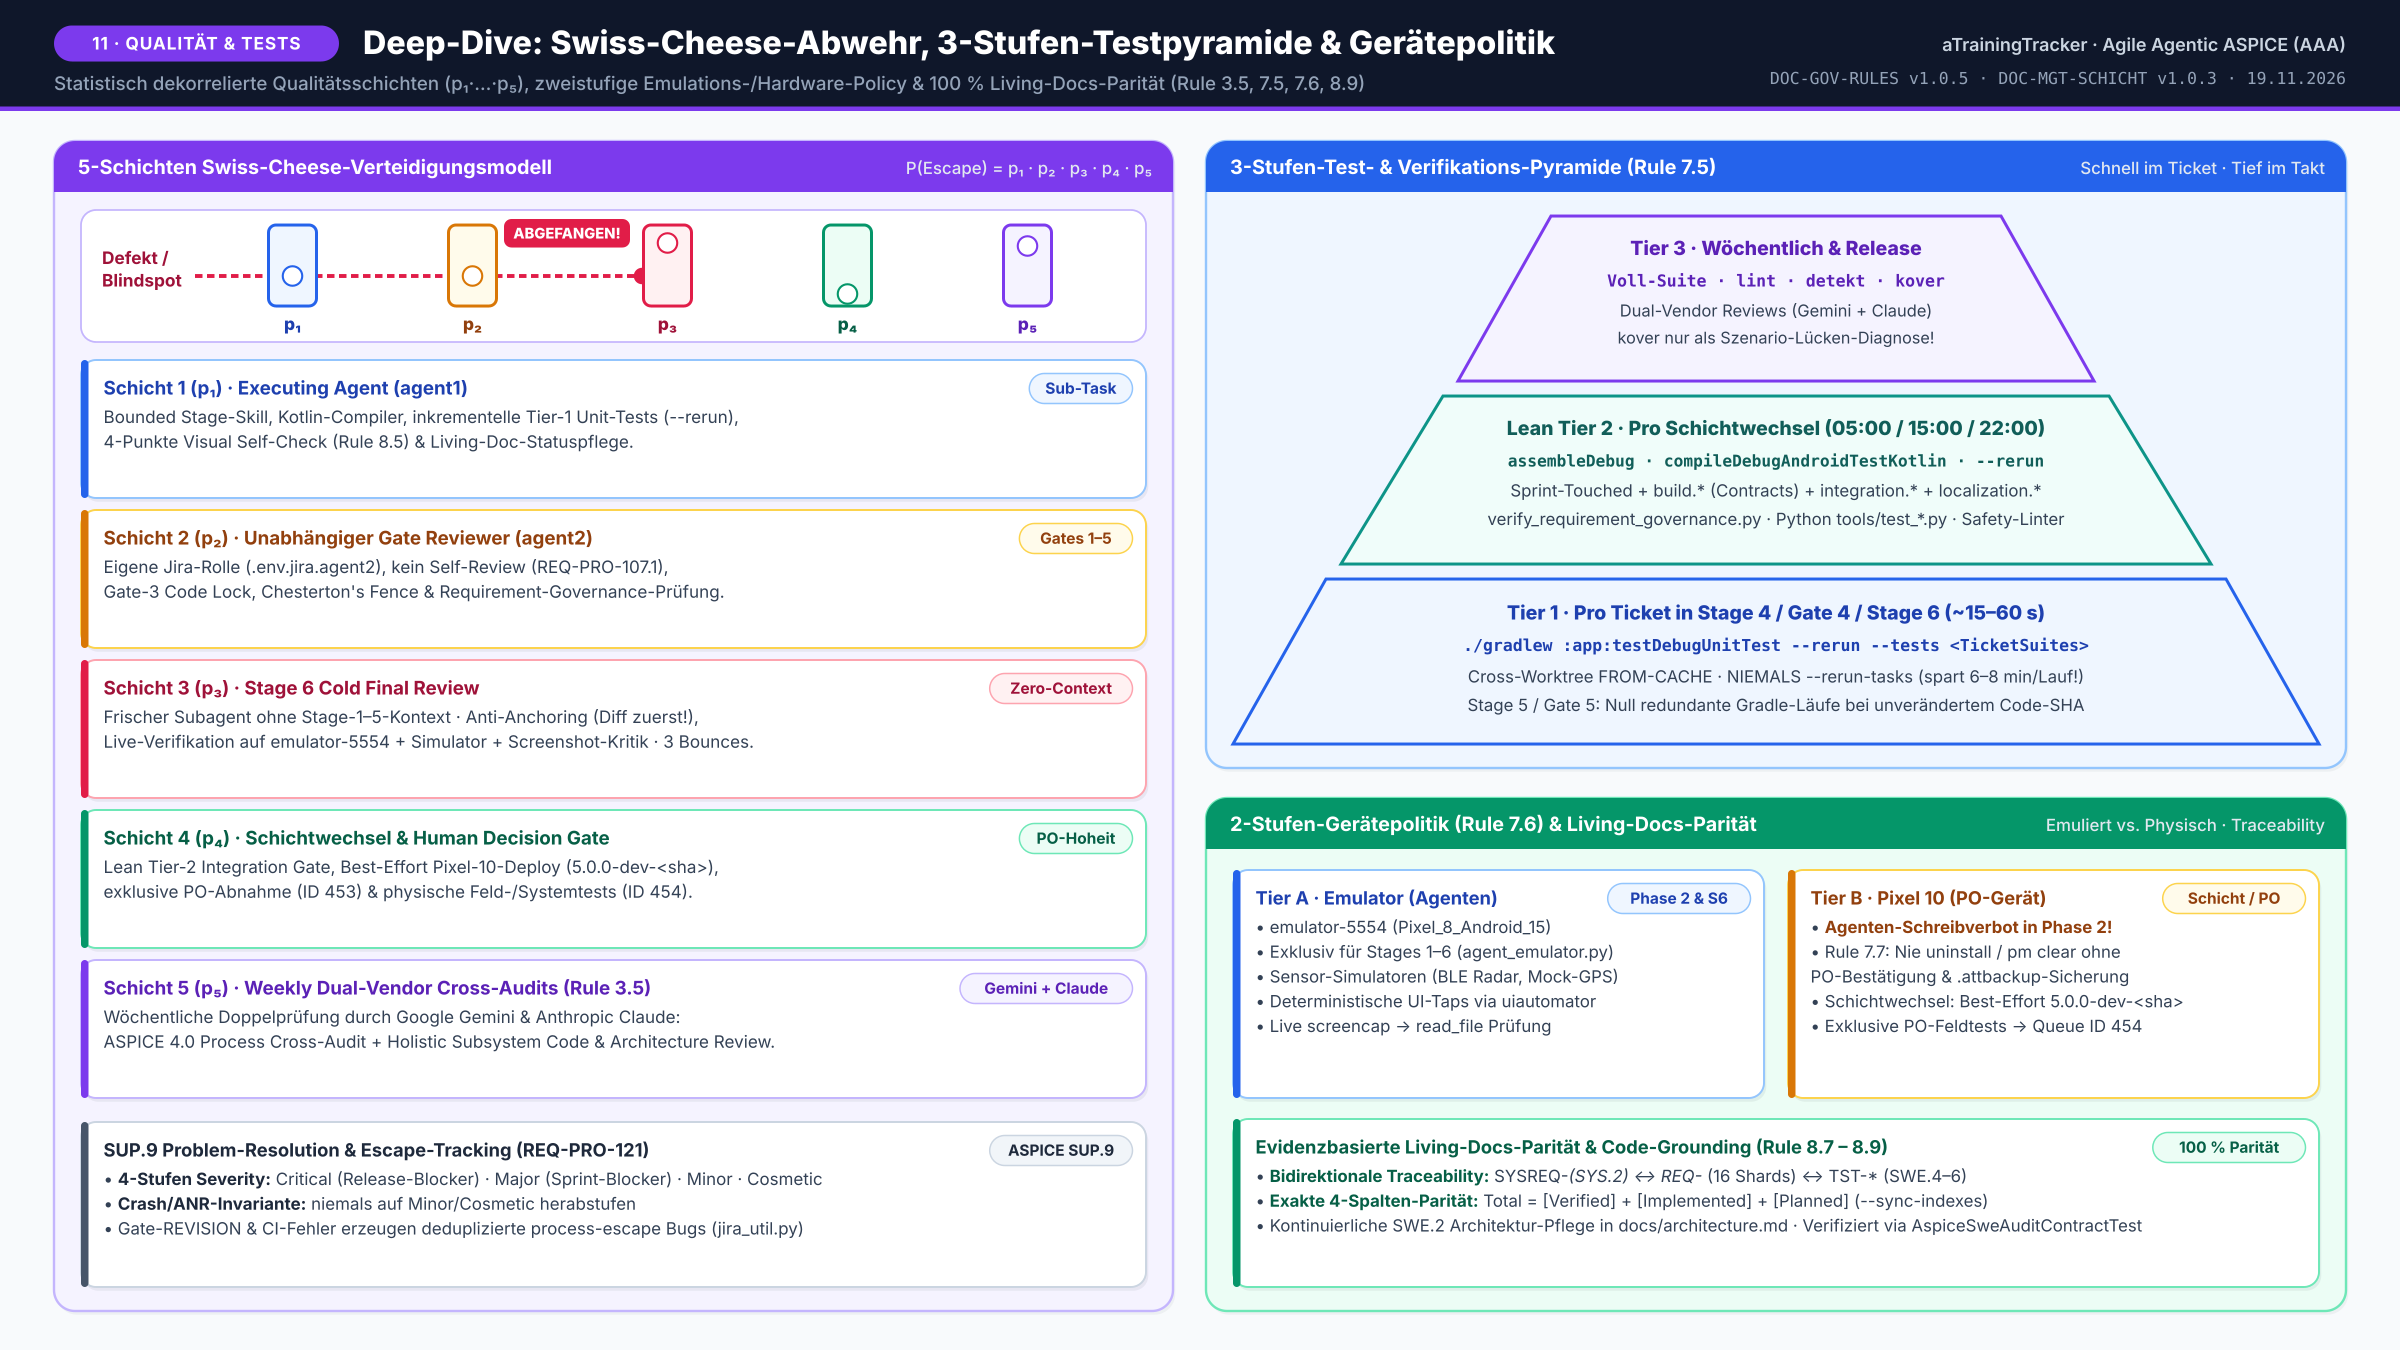 11 · QUALITÄT & TESTS
Deep-Dive: Swiss-Cheese-Abwehr, 3-Stufen-Testpyramide & Gerätepolitik
Statistisch dekorrelierte Qualitätsschichten (p₁·…·p₅), zweistufige Emulations-/Hardware-Policy & 100 % Living-Docs-Parität (Rule 3.5, 7.5, 7.6, 8.9)
aTrainingTracker · Agile Agentic ASPICE (AAA)
DOC-GOV-RULES v1.0.5 · DOC-MGT-SCHICHT v1.0.3 · 19.11.2026
5-Schichten Swiss-Cheese-Verteidigungsmodell
P(Escape) = p₁ · p₂ · p₃ · p₄ · p₅
Defekt /
Blindspot
ABGEFANGEN!
p₁
p₂
p₃
p₄
p₅
Schicht 1 (p₁) · Executing Agent (agent1)
Sub-Task
Bounded Stage-Skill, Kotlin-Compiler, inkrementelle Tier-1 Unit-Tests (--rerun),
4-Punkte Visual Self-Check (Rule 8.5) & Living-Doc-Statuspflege.
Schicht 2 (p₂) · Unabhängiger Gate Reviewer (agent2)
Gates 1–5
Eigene Jira-Rolle (.env.jira.agent2), kein Self-Review (REQ-PRO-107.1),
Gate-3 Code Lock, Chesterton's Fence & Requirement-Governance-Prüfung.
Schicht 3 (p₃) · Stage 6 Cold Final Review
Zero-Context
Frischer Subagent ohne Stage-1–5-Kontext · Anti-Anchoring (Diff zuerst!),
Live-Verifikation auf emulator-5554 + Simulator + Screenshot-Kritik · 3 Bounces.
Schicht 4 (p₄) · Schichtwechsel & Human Decision Gate
PO-Hoheit
Lean Tier-2 Integration Gate, Best-Effort Pixel-10-Deploy (5.0.0-dev-<sha>),
exklusive PO-Abnahme (ID 453) & physische Feld-/Systemtests (ID 454).
Schicht 5 (p₅) · Weekly Dual-Vendor Cross-Audits (Rule 3.5)
Gemini + Claude
Wöchentliche Doppelprüfung durch Google Gemini & Anthropic Claude:
ASPICE 4.0 Process Cross-Audit + Holistic Subsystem Code & Architecture Review.
SUP.9 Problem-Resolution & Escape-Tracking (REQ-PRO-121)
ASPICE SUP.9
• 4-Stufen Severity: Critical (Release-Blocker) · Major (Sprint-Blocker) · Minor · Cosmetic
• Crash/ANR-Invariante: niemals auf Minor/Cosmetic herabstufen
• Gate-REVISION & CI-Fehler erzeugen deduplizierte process-escape Bugs (jira_util.py)
3-Stufen-Test- & Verifikations-Pyramide (Rule 7.5)
Schnell im Ticket · Tief im Takt
Tier 3 · Wöchentlich & Release
Voll-Suite · lint · detekt · kover
Dual-Vendor Reviews (Gemini + Claude)
kover nur als Szenario-Lücken-Diagnose!
Lean Tier 2 · Pro Schichtwechsel (05:00 / 15:00 / 22:00)
assembleDebug · compileDebugAndroidTestKotlin · --rerun
Sprint-Touched + build.* (Contracts) + integration.* + localization.*
verify_requirement_governance.py · Python tools/test_*.py · Safety-Linter
Tier 1 · Pro Ticket in Stage 4 / Gate 4 / Stage 6 (~15–60 s)
./gradlew :app:testDebugUnitTest --rerun --tests <TicketSuites>
Cross-Worktree FROM-CACHE · NIEMALS --rerun-tasks (spart 6–8 min/Lauf!)
Stage 5 / Gate 5: Null redundante Gradle-Läufe bei unverändertem Code-SHA
2-Stufen-Gerätepolitik (Rule 7.6) & Living-Docs-Parität
Emuliert vs. Physisch · Traceability
Tier A · Emulator (Agenten)
Phase 2 & S6
• emulator-5554 (Pixel_8_Android_15)
• Exklusiv für Stages 1–6 (agent_emulator.py)
• Sensor-Simulatoren (BLE Radar, Mock-GPS)
• Deterministische UI-Taps via uiautomator
• Live screencap → read_file Prüfung
Tier B · Pixel 10 (PO-Gerät)
Schicht / PO
• Agenten-Schreibverbot in Phase 2!
• Rule 7.7: Nie uninstall / pm clear ohne
PO-Bestätigung & .attbackup-Sicherung
• Schichtwechsel: Best-Effort 5.0.0-dev-<sha>
• Exklusive PO-Feldtests → Queue ID 454
Evidenzbasierte Living-Docs-Parität & Code-Grounding (Rule 8.7 – 8.9)
100 % Parität
• Bidirektionale Traceability: SYSREQ-(SYS.2) ↔ REQ- (16 Shards) ↔ TST-* (SWE.4–6)
• Exakte 4-Spalten-Parität: Total = [Verified] + [Implemented] + [Planned] (--sync-indexes)
• Kontinuierliche SWE.2 Architektur-Pflege in docs/architecture.md · Verifiziert via AspiceSweAuditContractTest